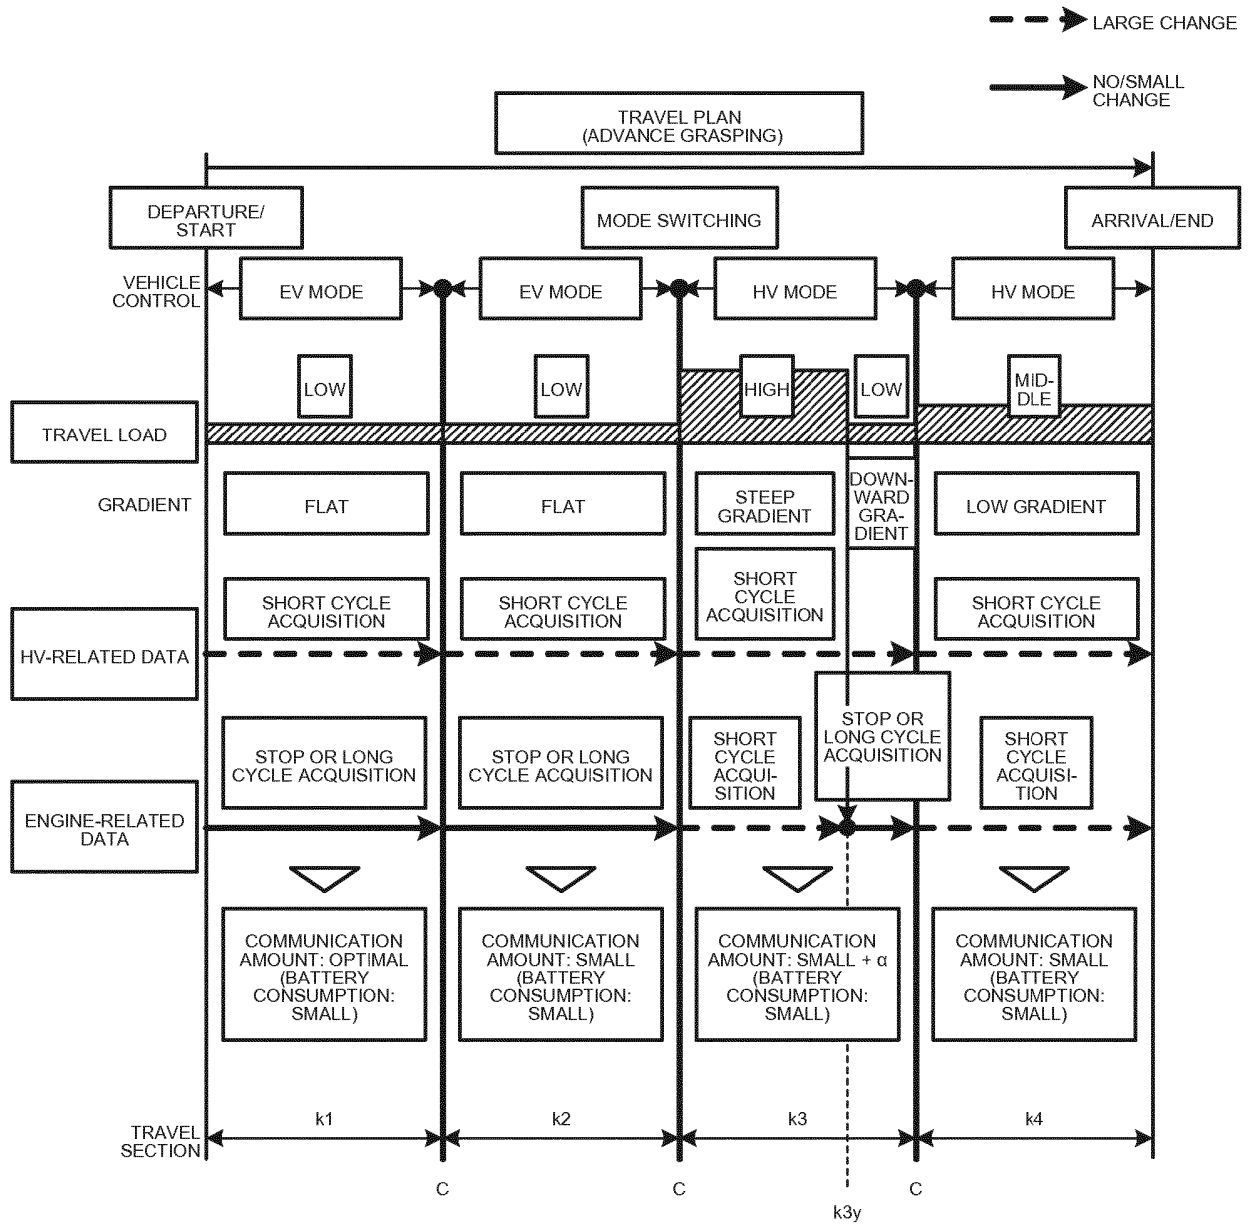 LARGE CHANGE
NO/SMALL
CHANGE
TRAVEL PLAN
(ADVANCE GRASPING)
DEPARTURE/
START
MODE SWITCHING
ARRIVAL/END
VEHICLE
CONTROL
EV MODE
EV MODE
HV MODE
HV MODE
LOW
LOW
HIGH
LOW
MID-
DLE
TRAVEL LOAD
GRADIENT
FLAT
FLAT
STEEP
GRADIENT
DOWN-
WARD
GRA-
DIENT
LOW GRADIENT
SHORT CYCLE
ACQUISITION
SHORT CYCLE
ACQUISITION
SHORT
CYCLE
ACQUISITION
SHORT CYCLE
ACQUISITION
HV-RELATED DATA
STOP OR LONG
CYCLE ACQUISITION
STOP OR LONG
CYCLE ACQUISITION
SHORT
CYCLE
ACQUI-
SITION
STOP OR
LONG CYCLE
ACQUISITION
SHORT
CYCLE
ACQUISI-
TION
ENGINE-RELATED
DATA
COMMUNICATION
AMOUNT: OPTIMAL
(BATTERY
CONSUMPTION:
SMALL)
COMMUNICATION
AMOUNT: SMALL
(BATTERY
CONSUMPTION:
SMALL)
COMMUNICATION
AMOUNT: SMALL + α
(BATTERY
CONSUMPTION:
SMALL)
COMMUNICATION
AMOUNT: SMALL
(BATTERY
CONSUMPTION:
SMALL)
TRAVEL
SECTION
k1
k2
k3
k4
C
C
C
k3y